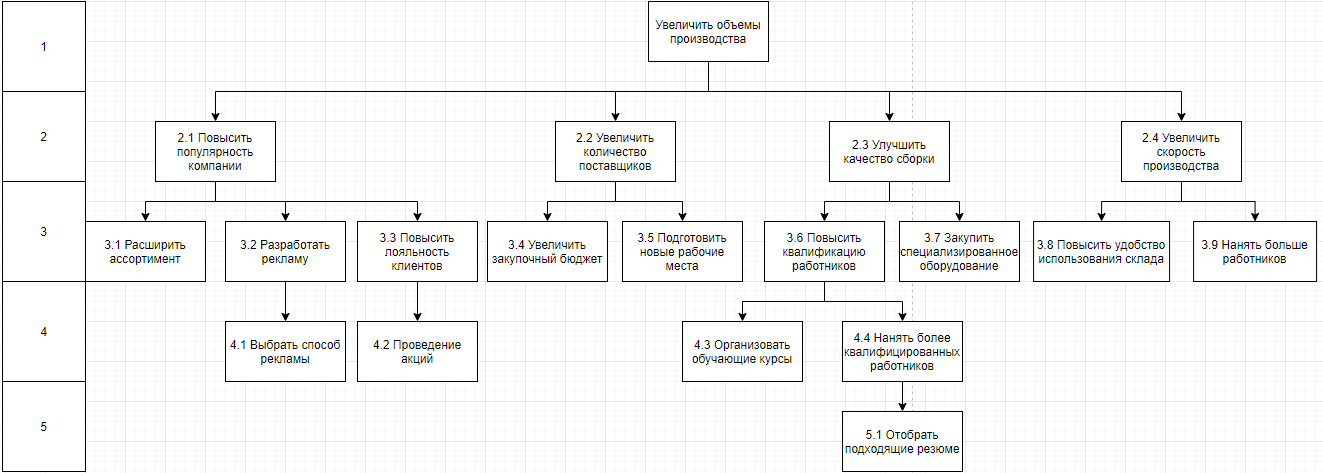 1
Увеличить объемы
производства
2
2.1 Повысить
популярность
компании
2.2 Увеличить
количество
поставщиков
2.3 Улучшить
качество сборки
2.4 Увеличить
скорость
производства
3
3.1 Расширить
ассортимент
3.2 Разработать
рекламу
3.3 Повысить
лояльность
клиентов
3.4 Увеличить
закупочный бюджет
3.5 Подготовить
новые рабочие
места
3.6 Повысить
квалификацию
работников
3.7 Закупить
специализированное
оборудование
3.8 Повысить удобство
использования склада
3.9 Нанять больше
работников
4
4.1 Выбрать способ
рекламы
4.2 Проведение
акций
4.3 Организовать
обучающие курсы
4.4 Нанять более
квалифицированных
работников
5
5.1 Отобрать
подходящие резюме